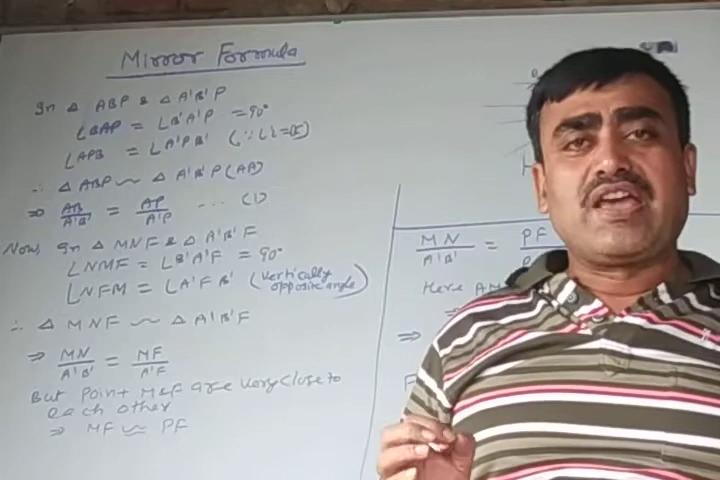 Mirror Formula
In △ ABP & △ A'B'P
∠BAP = ∠B'A'P = 90°
∠APB = ∠A'PB' (∵ ∠i=∠r)
∴ △ ABP ~ △ A'B'P (AA)
⇒ AB/A'B' = AP/A'P ... (1)
Now, In △ MNF & △ A'B'F
∠NMF = ∠B'A'F = 90°
∠NFM = ∠A'FB' (vertically opposite angle)
∴ △ MNF ~ △ A'B'F
⇒ MN/A'B' = MF/A'F
But Point M&F are very close to
each other
⇒ MF ≃ PF
MN/A'B' = PF
Here AM
⇒
⇒
F